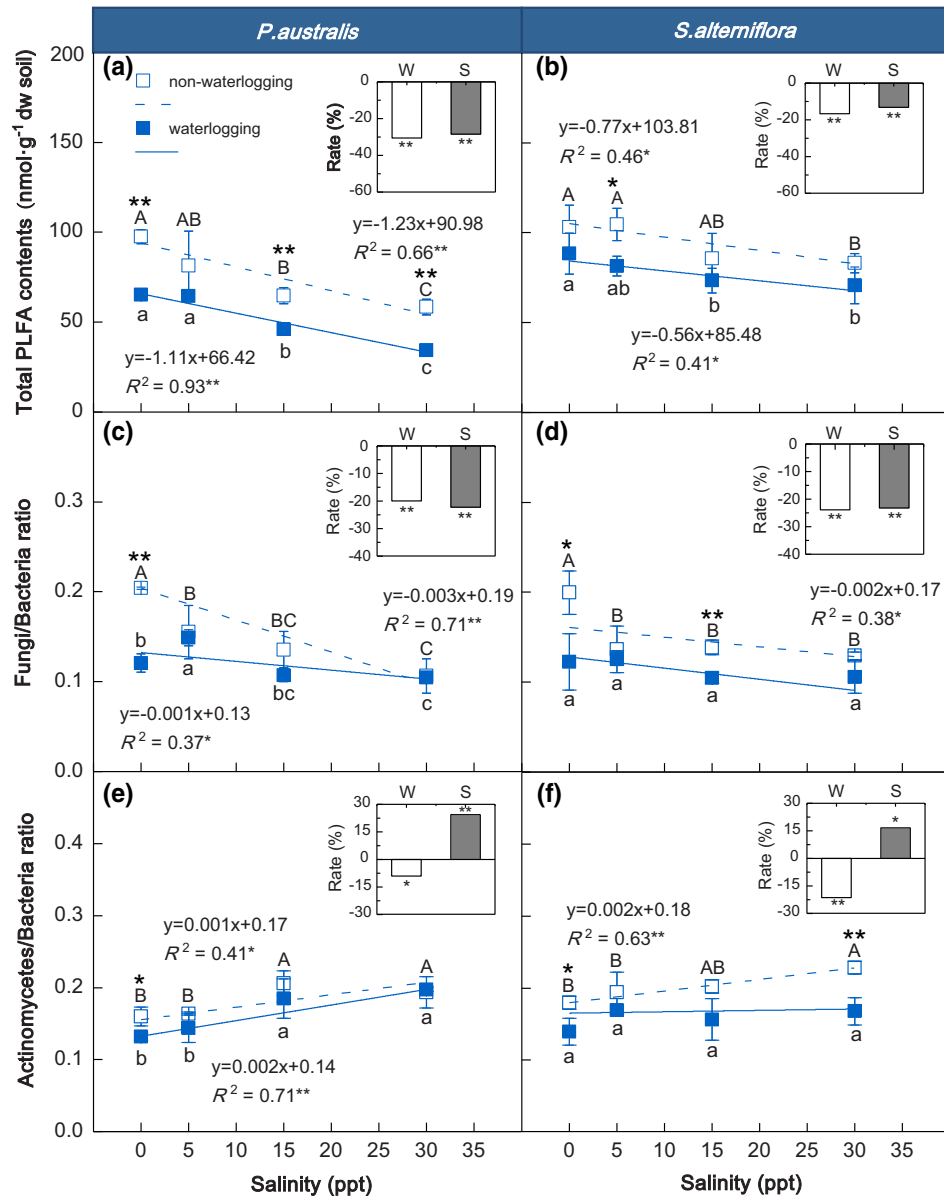 P.australis
S.alterniflora
Total PLFA contents (nmol·g⁻¹ dw soil)
200
150
100
50
0
(a)
non-waterlogging
waterlogging
W S
0
-20
-40
-60
Rate (%)
** **
y=-1.23x+90.98
R² = 0.66**
** ** **
A AB B C
a a b c
y=-1.11x+66.42
R² = 0.93**
(b)
W S
0
-20
-40
-60
Rate (%)
** **
y=-0.77x+103.81
R² = 0.46*
*
A A AB B
a ab b b
y=-0.56x+85.48
R² = 0.41*
Fungi/Bacteria ratio
0.3
0.2
0.1
0.0
(c)
W S
0
-10
-20
-30
-40
Rate (%)
** **
y=-0.003x+0.19
R² = 0.71**
**
A B BC C
b a bc c
y=-0.001x+0.13
R² = 0.37*
(d)
W S
0
-10
-20
-30
-40
Rate (%)
** **
y=-0.002x+0.17
R² = 0.38*
* **
A B B B
a a a a
Actinomycetes/Bacteria ratio
0.4
0.3
0.2
0.1
0.0
(e)
W S
30
15
0
-15
-30
Rate (%)
* **
y=0.001x+0.17
R² = 0.41*
*
B B A A
b b a a
y=0.002x+0.14
R² = 0.71**
0 5 10 15 20 25 30 35
Salinity (ppt)
(f)
W S
30
15
0
-15
-30
Rate (%)
** *
y=0.002x+0.18
R² = 0.63**
* **
B B AB A
a a a a
0 5 10 15 20 25 30 35
Salinity (ppt)